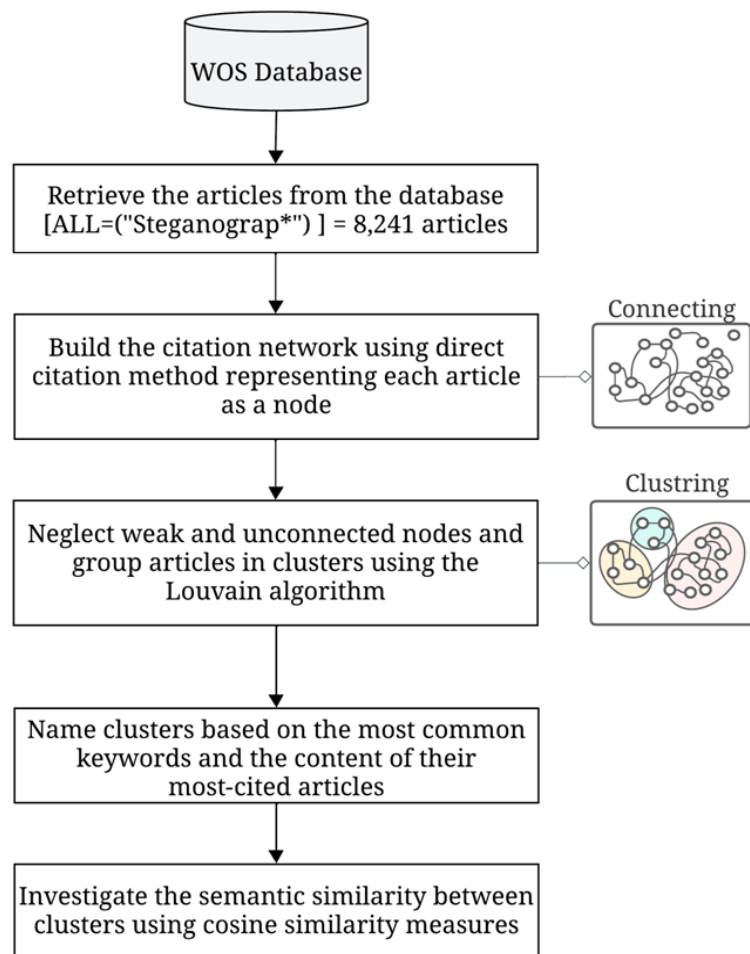 WOS Database
Retrieve the articles from the database
[ALL=("Steganograp*") ] = 8,241 articles
Connecting
Build the citation network using direct
citation method representing each article
as a node
Clustring
Neglect weak and unconnected nodes and
group articles in clusters using the
Louvain algorithm
Name clusters based on the most common
keywords and the content of their
most-cited articles
Investigate the semantic similarity between
clusters using cosine similarity measures